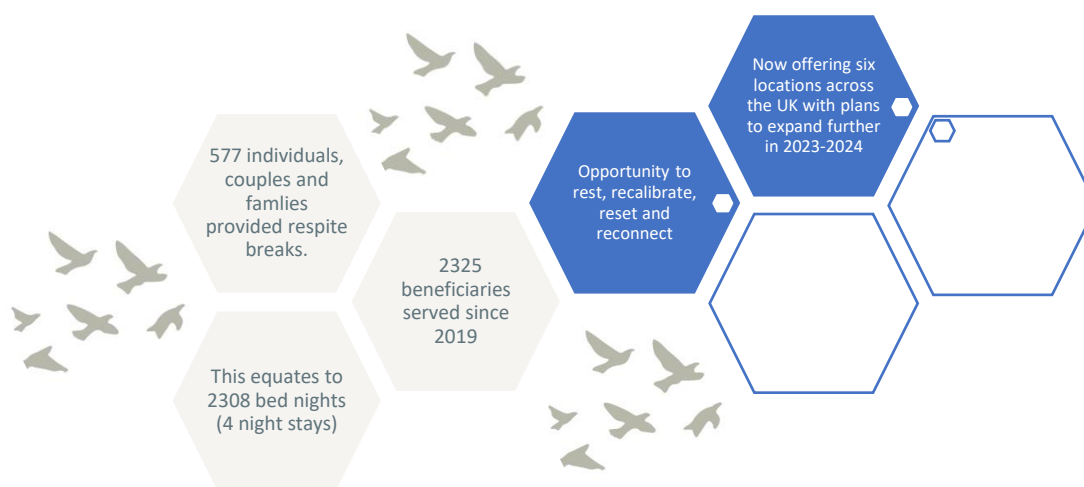 577 individuals,
couples and
famlies
provided respite
breaks.
This equates to
2308 bed nights
(4 night stays)
2325
beneficiaries
served since
2019
Opportunity to
rest, recalibrate,
reset and
reconnect
Now offering six
locations across
the UK with plans
to expand further
in 2023-2024